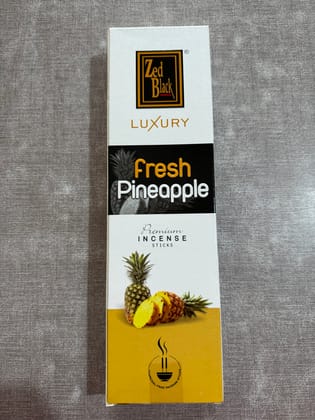 Zed
Black
®
LUXURY
fresh
Pineapple
Premium
INCENSE
STICKS